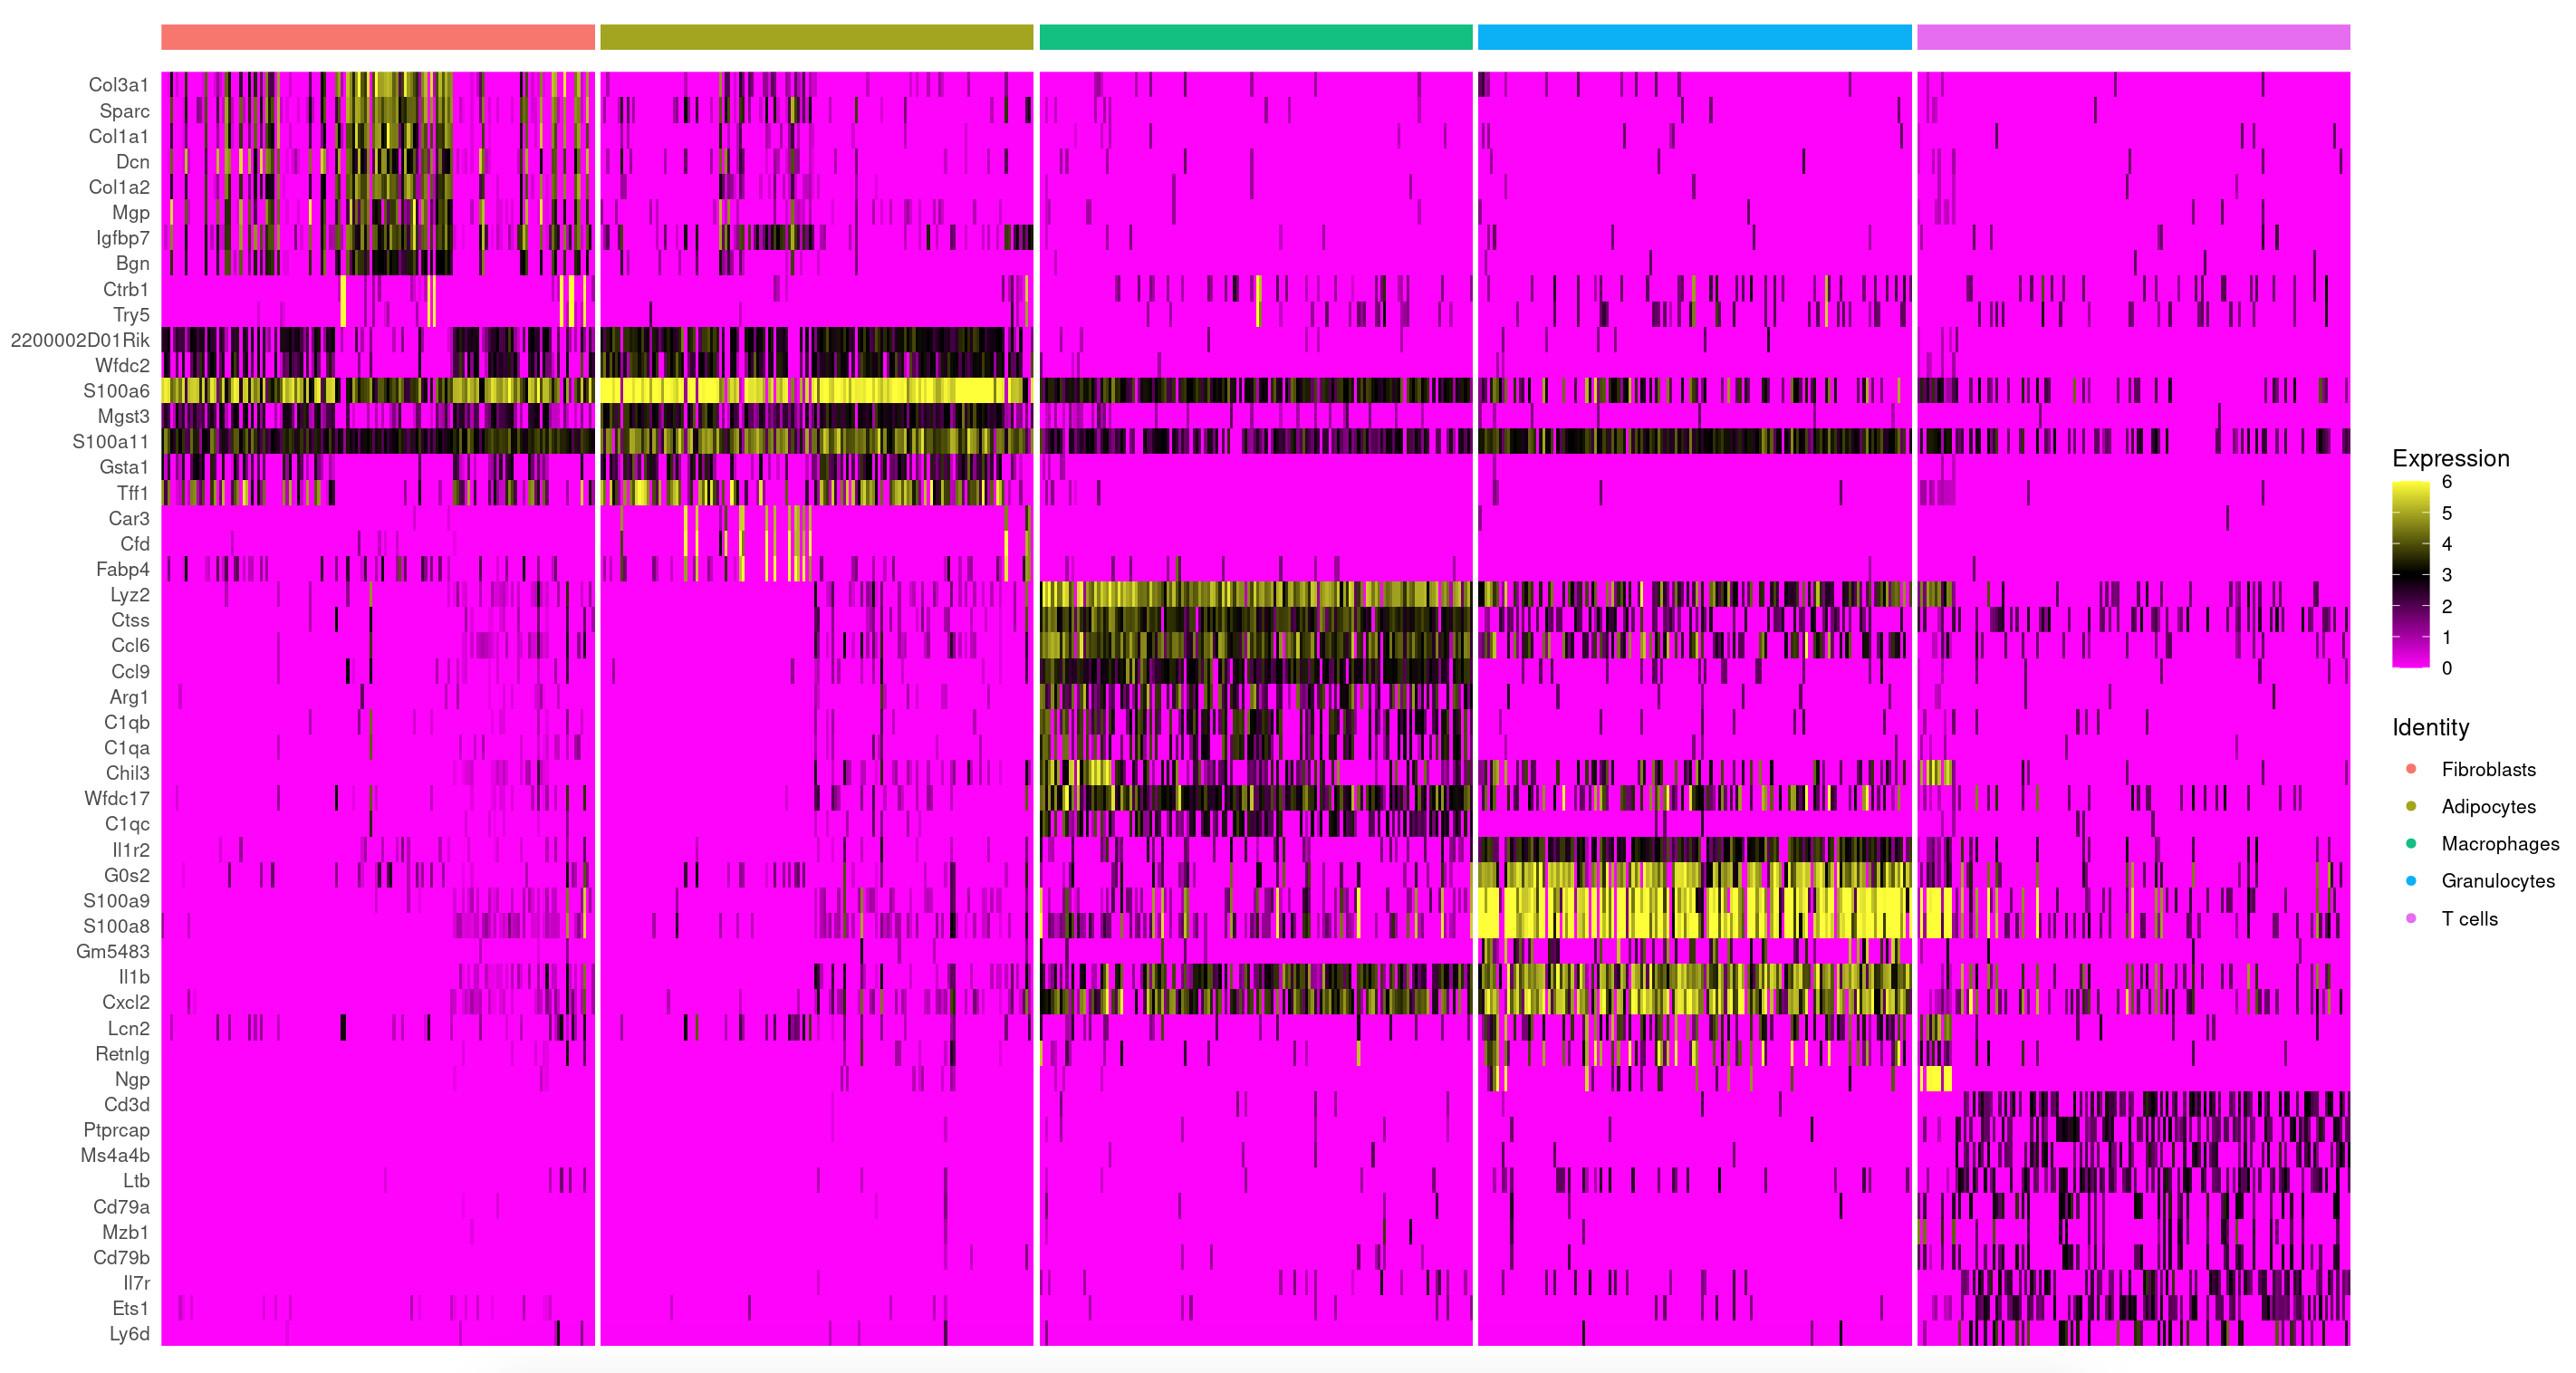 Col3a1
Sparc
Col1a1
Dcn
Col1a2
Mgp
Igfbp7
Bgn
Ctrb1
Try5
2200002D01Rik
Wfdc2
S100a6
Mgst3
S100a11
Gsta1
Tff1
Car3
Cfd
Fabp4
Lyz2
Ctss
Ccl6
Ccl9
Arg1
C1qb
C1qa
Chil3
Wfdc17
C1qc
Il1r2
G0s2
S100a9
S100a8
Gm5483
Il1b
Cxcl2
Lcn2
Retnlg
Ngp
Cd3d
Ptprcap
Ms4a4b
Ltb
Cd79a
Mzb1
Cd79b
Il7r
Ets1
Ly6d
Expression
6
5
4
3
2
1
0
Identity
Fibroblasts
Adipocytes
Macrophages
Granulocytes
T cells